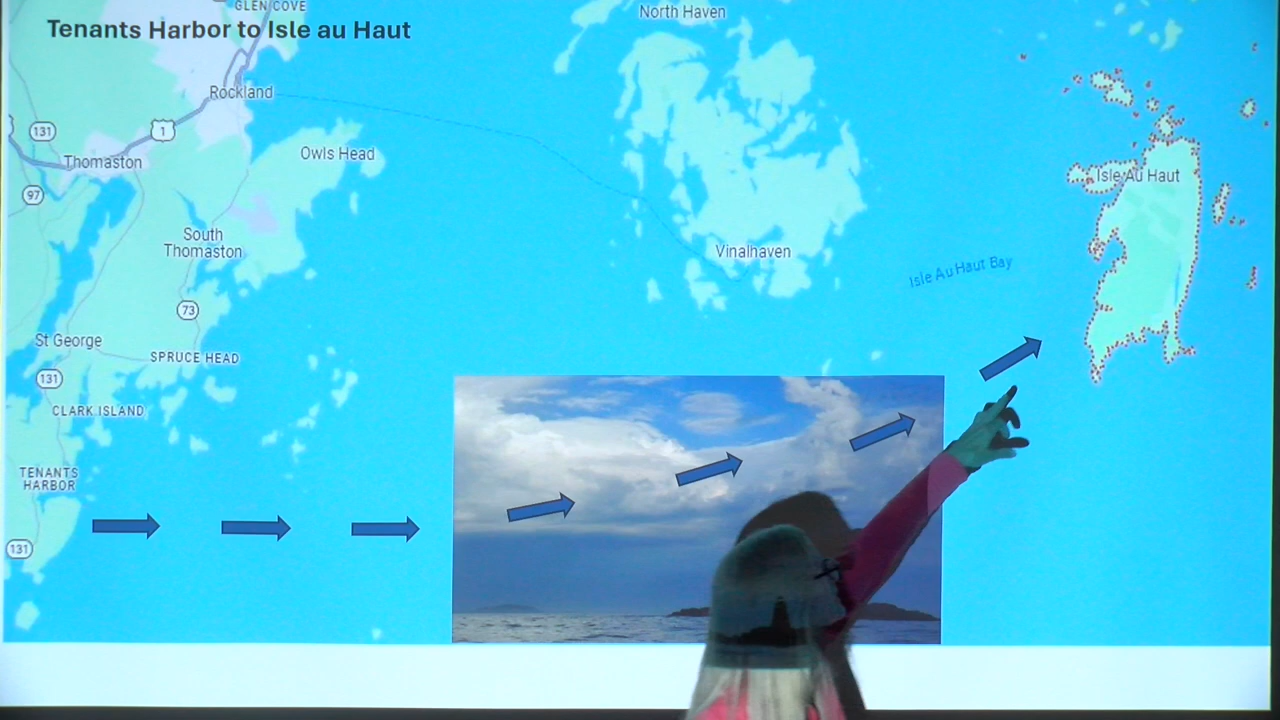 GLEN COVE
North Haven
Tenants Harbor to Isle au Haut
Rockland
131
1
Thomaston
Owls Head
Isle Au Haut
97
South
Thomaston
Vinalhaven
Isle Au Haut Bay
73
St George
SPRUCE HEAD
131
CLARK ISLAND
TENANTS
HARBOR
131